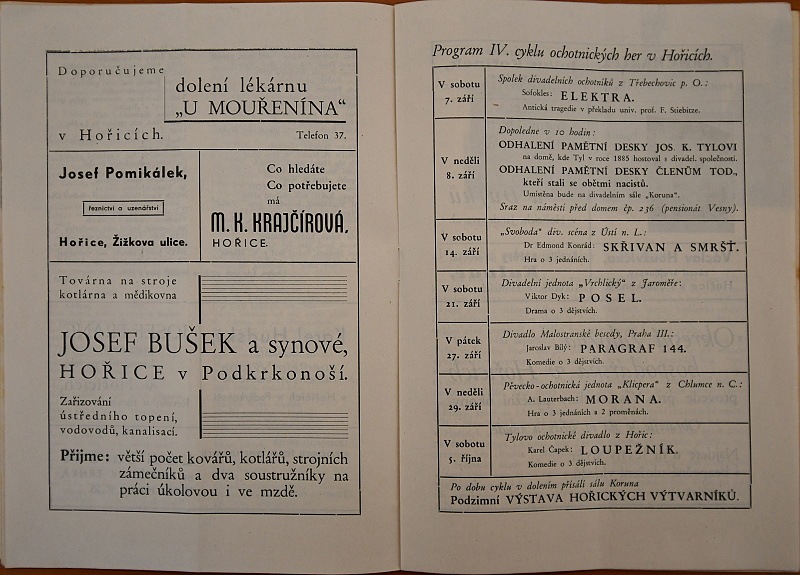 Doporučujeme
dolení lékárnu
„U MOUŘENÍNA“
v Hořicích.
Telefon 37.
Josef Pomikálek,
řeznictví a uzenářství
Hořice, Žižkova ulice.
Co hledáte
Co potřebujete
má
M. K. KRAJČÍROVÁ,
HOŘICE.
Továrna na stroje
kotlárna a mědikovna
JOSEF BUŠEK a synové,
HOŘICE v Podkrkonoší.
Zařizování
ústředního topení,
vodovodů, kanalisací.
Přijme: větší počet kovářů, kotlářů, strojních
zámečníků a dva soustružníky na
práci úkolovou i ve mzdě.
Program IV. cyklu ochotnických her v Hořicích.
V sobotu
7. září
Spolek divadelních ochotníků z Třebechovic p. O.:
Sofokles: ELEKTRA.
Antická tragedie v překladu univ. prof. F. Stiebitze.
V neděli
8. září
Dopoledne v 10 hodin:
ODHALENÍ PAMĚTNÍ DESKY JOS. K. TYLOVI
na domě, kde Tyl v roce 1885 hostoval s divadel. společností.
ODHALENÍ PAMĚTNÍ DESKY ČLENŮM TOD.,
kteří stali se obětmi nacistů.
Umístěna bude na divadelním sále „Koruna“.
Sraz na náměstí před domem čp. 236 (pensionát Vesny).
V sobotu
14. září
„Svoboda“ div. scéna z Ústí n. L.:
Dr Edmond Konrád: SKŘIVAN A SMRŠŤ.
Hra o 3 jednáních.
V sobotu
21. září
Divadelní jednota „Vrchlický“ z Jaroměře:
Viktor Dyk: POSEL.
Drama o 3 dějstvích.
V pátek
27. září
Divadlo Malostranské besedy, Praha III.:
Jaroslav Bílý: PARAGRAF 144.
Komedie o 3 dějstvích.
V neděli
29. září
Pěvecko-ochotnická jednota „Klicpera“ z Chlumce n. C.:
A. Lauterbach: MORANA.
Hra o 3 jednáních a 2 proměnách.
V sobotu
5. října
Tylovo ochotnické divadlo z Hořic:
Karel Čapek: LOUPEŽNÍK.
Komedie o 3 dějstvích.
Po dobu cyklu v dolením přísálí sálu Koruna
Podzimní VÝSTAVA HOŘICKÝCH VÝTVARNÍKŮ.